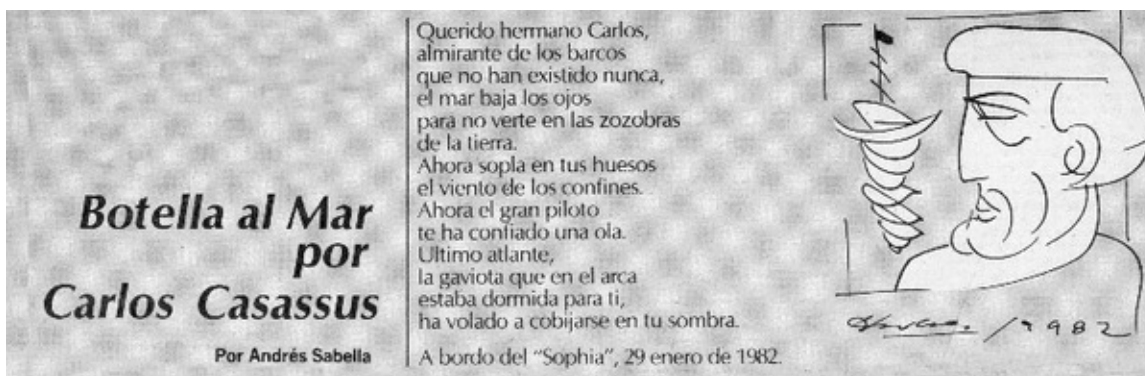 Botella al Mar
por
Carlos Casassus
Por Andrés Sabella
Querido hermano Carlos,
almirante de los barcos
que no han existido nunca,
el mar baja los ojos
para no verte en las zozobras
de la tierra.
Ahora sopla en tus huesos
el viento de los confines.
Ahora el gran piloto
te ha confiado una ola.
Ultimo atlante,
la gaviota que en el arca
estaba dormida para ti,
ha volado a cobijarse en tu sombra.
A bordo del "Sophia", 29 enero de 1982.
/1982